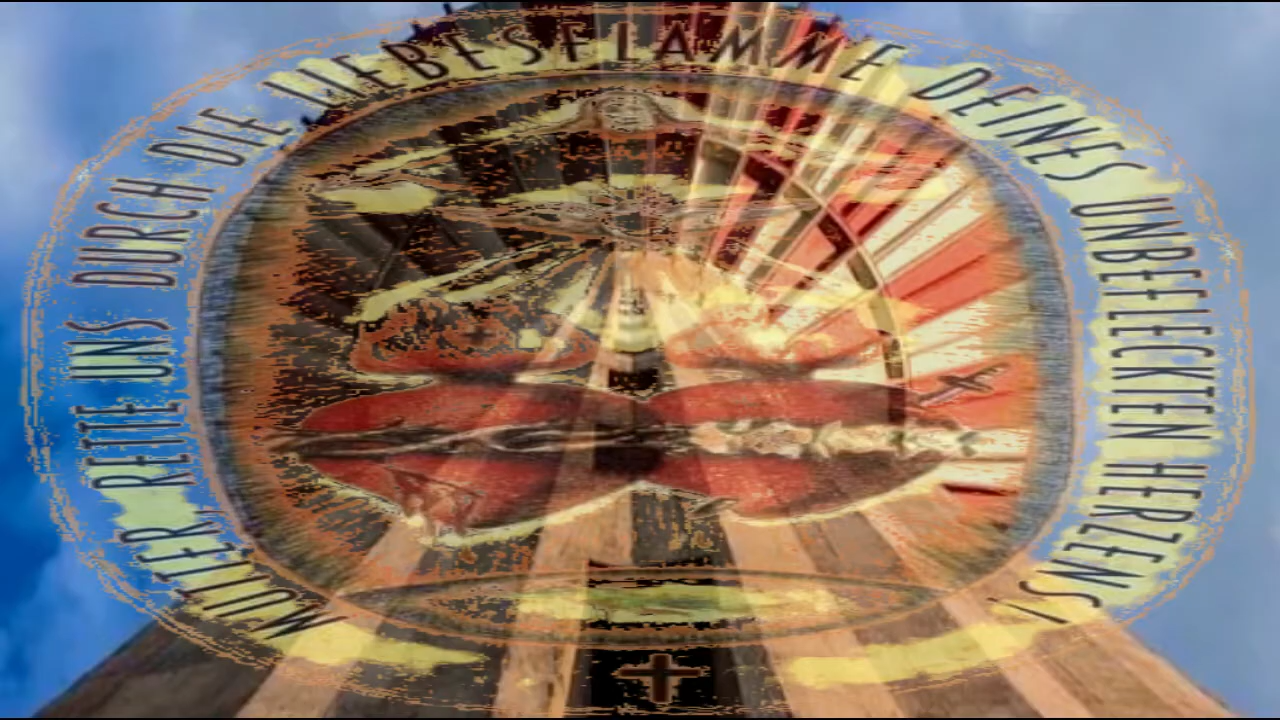 MUTTER, RETTE UNS DURCH DIE LIEBESFLAMME DEINES UNBEFLECKTEN HERZENS!